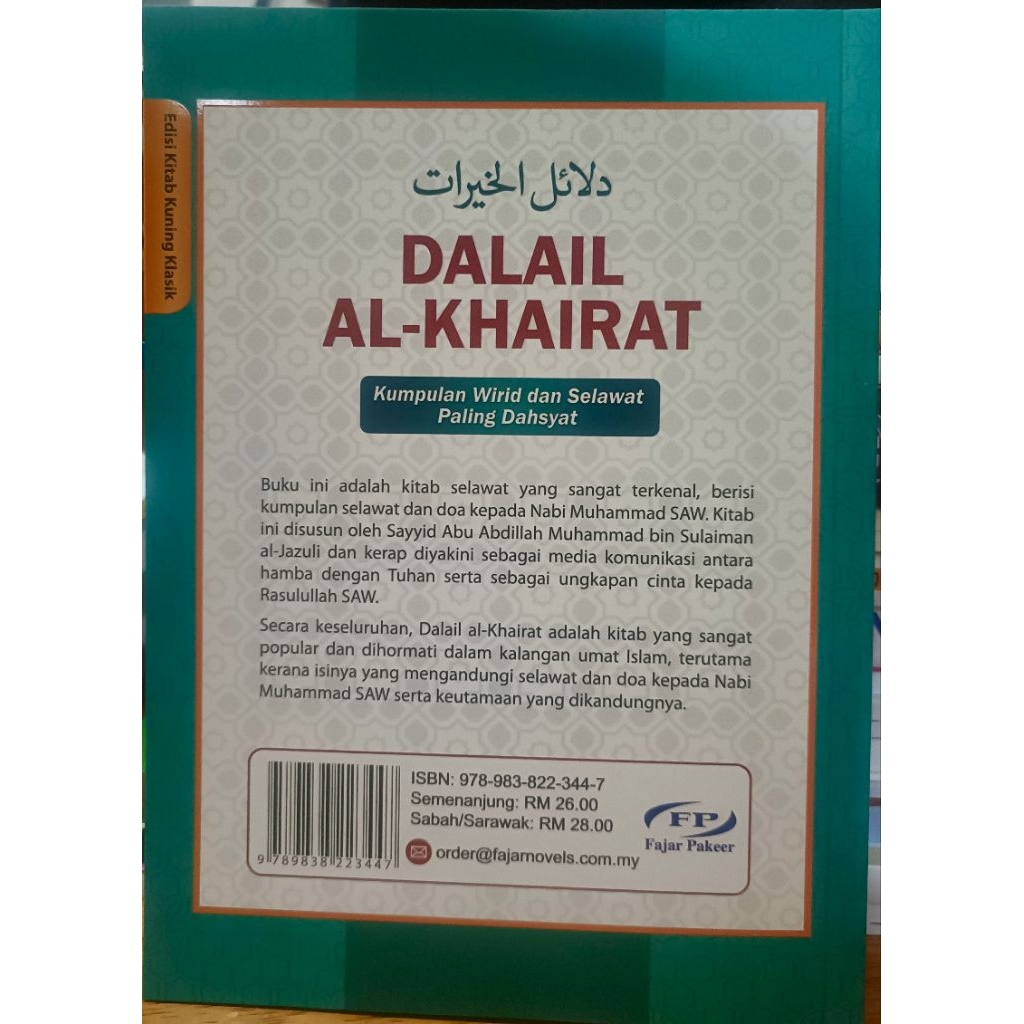 Edisi Kitab Kuning Klasik
دلائل الخيرات
DALAIL
AL-KHAIRAT
Kumpulan Wirid dan Selawat
Paling Dahsyat
Buku ini adalah kitab selawat yang sangat terkenal, berisi
kumpulan selawat dan doa kepada Nabi Muhammad SAW. Kitab
ini disusun oleh Sayyid Abu Abdillah Muhammad bin Sulaiman
al-Jazuli dan kerap diyakini sebagai media komunikasi antara
hamba dengan Tuhan serta sebagai ungkapan cinta kepada
Rasulullah SAW.
Secara keseluruhan, Dalail al-Khairat adalah kitab yang sangat
popular dan dihormati dalam kalangan umat Islam, terutama
kerana isinya yang mengandungi selawat dan doa kepada Nabi
Muhammad SAW serta keutamaan yang dikandungnya.
ISBN: 978-983-822-344-7
Semenanjung: RM 26.00
Sabah/Sarawak: RM 28.00
order@fajarnovels.com.my
9 789838 223447
FP
Fajar Pakeer